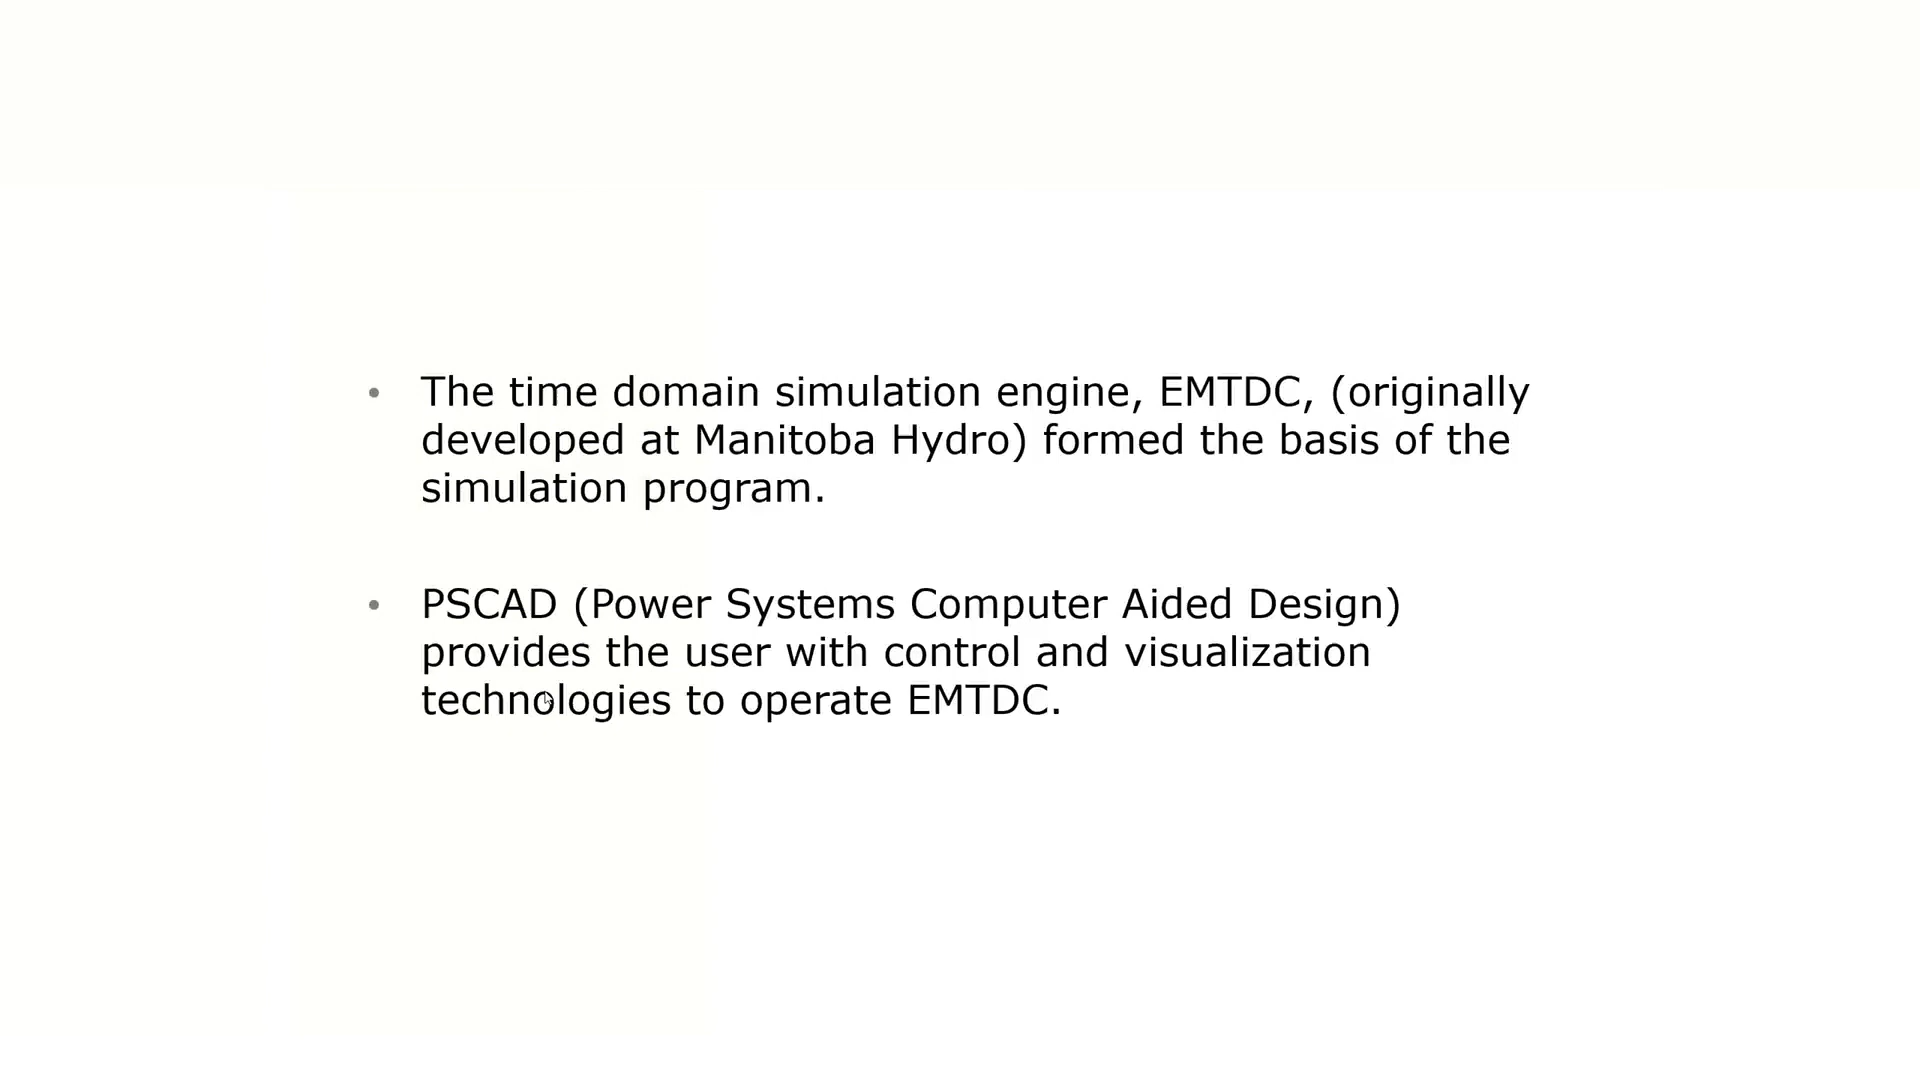 • The time domain simulation engine, EMTDC, (originally
developed at Manitoba Hydro) formed the basis of the
simulation program.
• PSCAD (Power Systems Computer Aided Design)
provides the user with control and visualization
technologies to operate EMTDC.